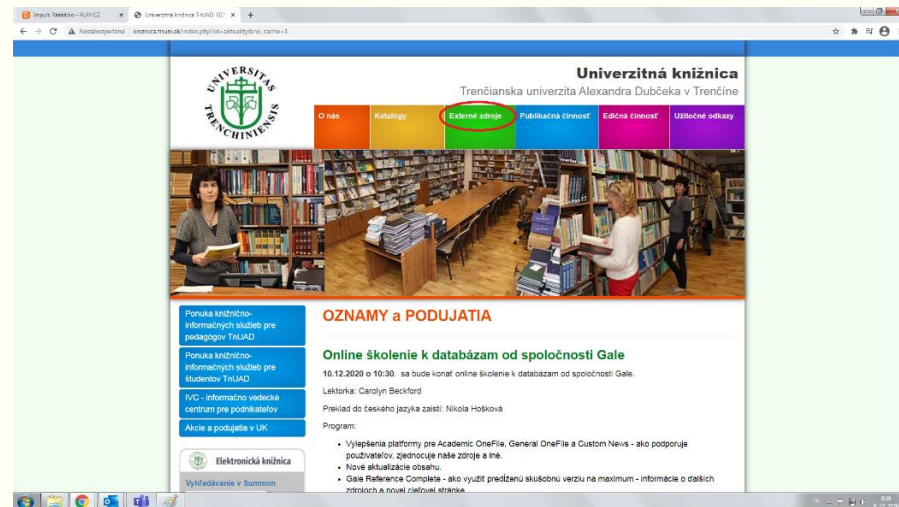 Univerzitná knižnica TnUAD
Nezabezpečené
kniznica.tnuni.sk/index.php?id=aktuality&no_cache=1
UNIVERSITAS TRENCHINIENSIS
Univerzitná knižnica
Trenčianska univerzita Alexandra Dubčeka v Trenčíne
O nás
Katalógy
Externé zdroje
Publikačná činnosť
Edičná činnosť
Užitočné odkazy
Ponuka knižnično-
informačných služieb pre
pedagógov TnUAD
Ponuka knižnično-
informačných služieb pre
študentov TnUAD
IVC - informačno vedecké
centrum pre podnikateľov
Akcie a podujatia v UK
Elektronická knižnica
Vyhľadávanie v Summon
OZNAMY a PODUJATIA
Online školenie k databázam od spoločnosti Gale
10.12.2020 o 10:30. sa bude konať online školenie k databázam od spoločnosti Gale.
Lektorka: Carolyn Beckford
Preklad do českého jazyka zaistí: Nikola Hošková
Program:
Vylepšenia platformy pre Academic OneFile, General OneFile a Custom News - ako podporuje
používateľov, zjednocuje naše zdroje a iné.
Nové aktualizácie obsahu.
Gale Reference Complete - ako využiť predĺženú skúšobnú verziu na maximum - informácie o ďalších
zdrojoch a novej cieľovej stránke